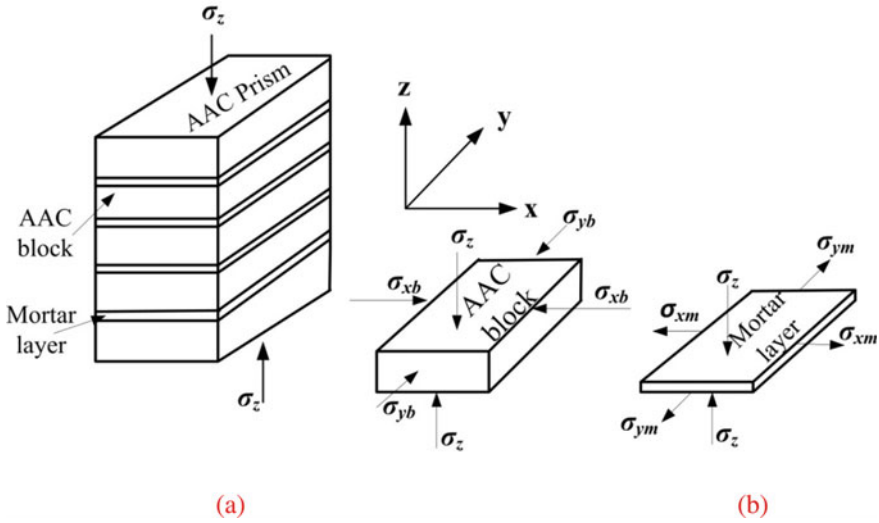 σz
AAC Prism
AAC
block
Mortar
layer
σz
z
y
x
σyb
σz
σxb
AAC
block
σxb
σyb
σz
σym
σz
σxm
Mortar
layer
σxm
σym
σz
(a)
(b)